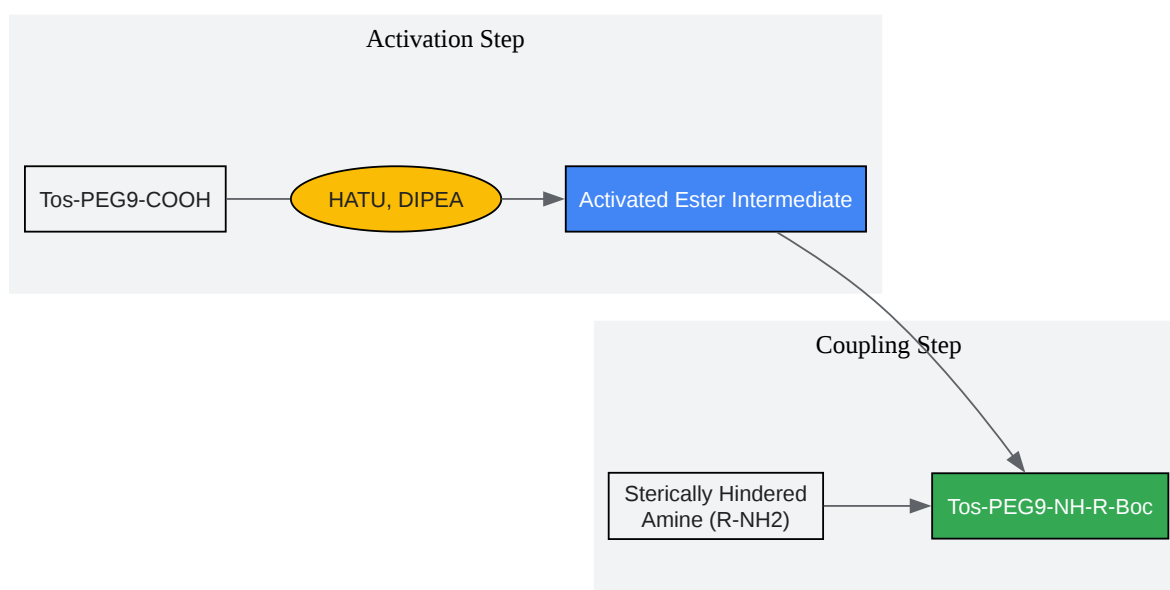 Activation Step
Tos-PEG9-COOH
HATU, DIPEA
Activated Ester Intermediate
Coupling Step
Sterically Hindered
Amine (R-NH2)
Tos-PEG9-NH-R-Boc